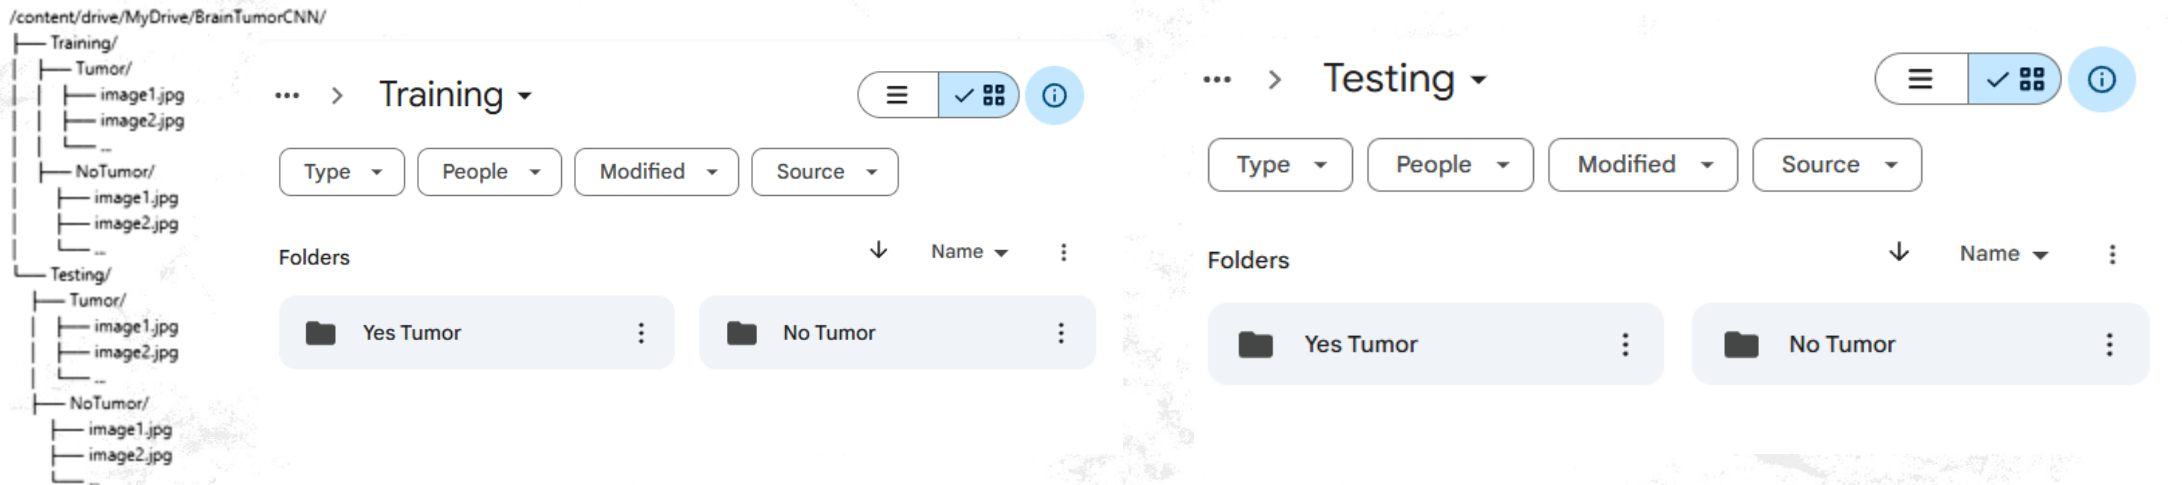 /content/drive/MyDrive/BrainTumorCNN/
├── Training/
│   ├── Tumor/
│   │   ├── image1.jpg
│   │   ├── image2.jpg
│   │   └── ...
│   ├── NoTumor/
│       ├── image1.jpg
│       ├── image2.jpg
│       └── ...
└── Testing/
    ├── Tumor/
    │   ├── image1.jpg
    │   ├── image2.jpg
    │   └── ...
    ├── NoTumor/
        ├── image1.jpg
        ├── image2.jpg
        └── ...
... > Training
Type People Modified Source
Folders Name
Yes Tumor No Tumor
... > Testing
Type People Modified Source
Folders Name
Yes Tumor No Tumor